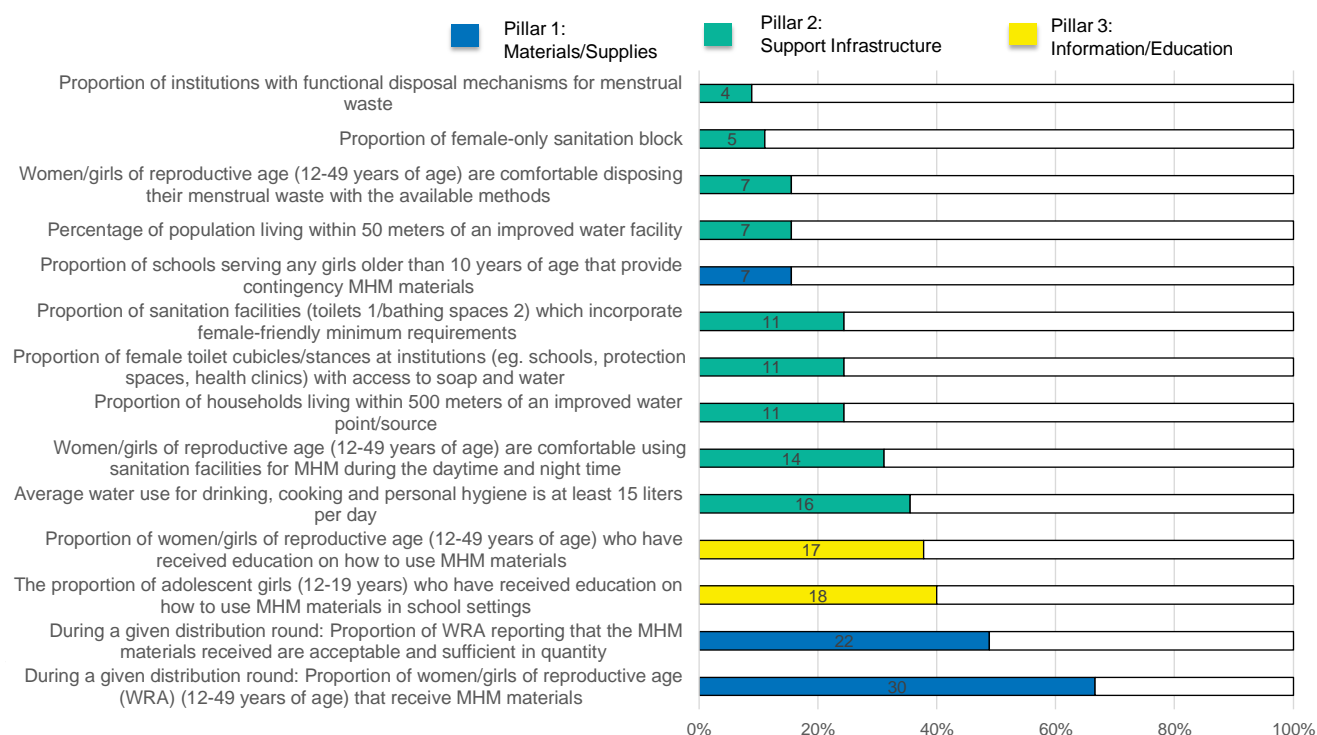 Pillar 1:
Materials/Supplies
Pillar 2:
Support Infrastructure
Pillar 3:
Information/Education
Proportion of institutions with functional disposal mechanisms for menstrual
waste
4
Proportion of female-only sanitation block
5
Women/girls of reproductive age (12-49 years of age) are comfortable disposing
their menstrual waste with the available methods
7
Percentage of population living within 50 meters of an improved water facility
7
Proportion of schools serving any girls older than 10 years of age that provide
contingency MHM materials
7
Proportion of sanitation facilities (toilets 1/bathing spaces 2) which incorporate
female-friendly minimum requirements
11
Proportion of female toilet cubicles/stances at institutions (eg. schools, protection
spaces, health clinics) with access to soap and water
11
Proportion of households living within 500 meters of an improved water
point/source
11
Women/girls of reproductive age (12-49 years of age) are comfortable using
sanitation facilities for MHM during the daytime and night time
14
Average water use for drinking, cooking and personal hygiene is at least 15 liters
per day
16
Proportion of women/girls of reproductive age (12-49 years of age) who have
received education on how to use MHM materials
17
The proportion of adolescent girls (12-19 years) who have received education on
how to use MHM materials in school settings
18
During a given distribution round: Proportion of WRA reporting that the MHM
materials received are acceptable and sufficient in quantity
22
During a given distribution round: Proportion of women/girls of reproductive age
(WRA) (12-49 years of age) that receive MHM materials
30
0% 20% 40% 60% 80% 100%